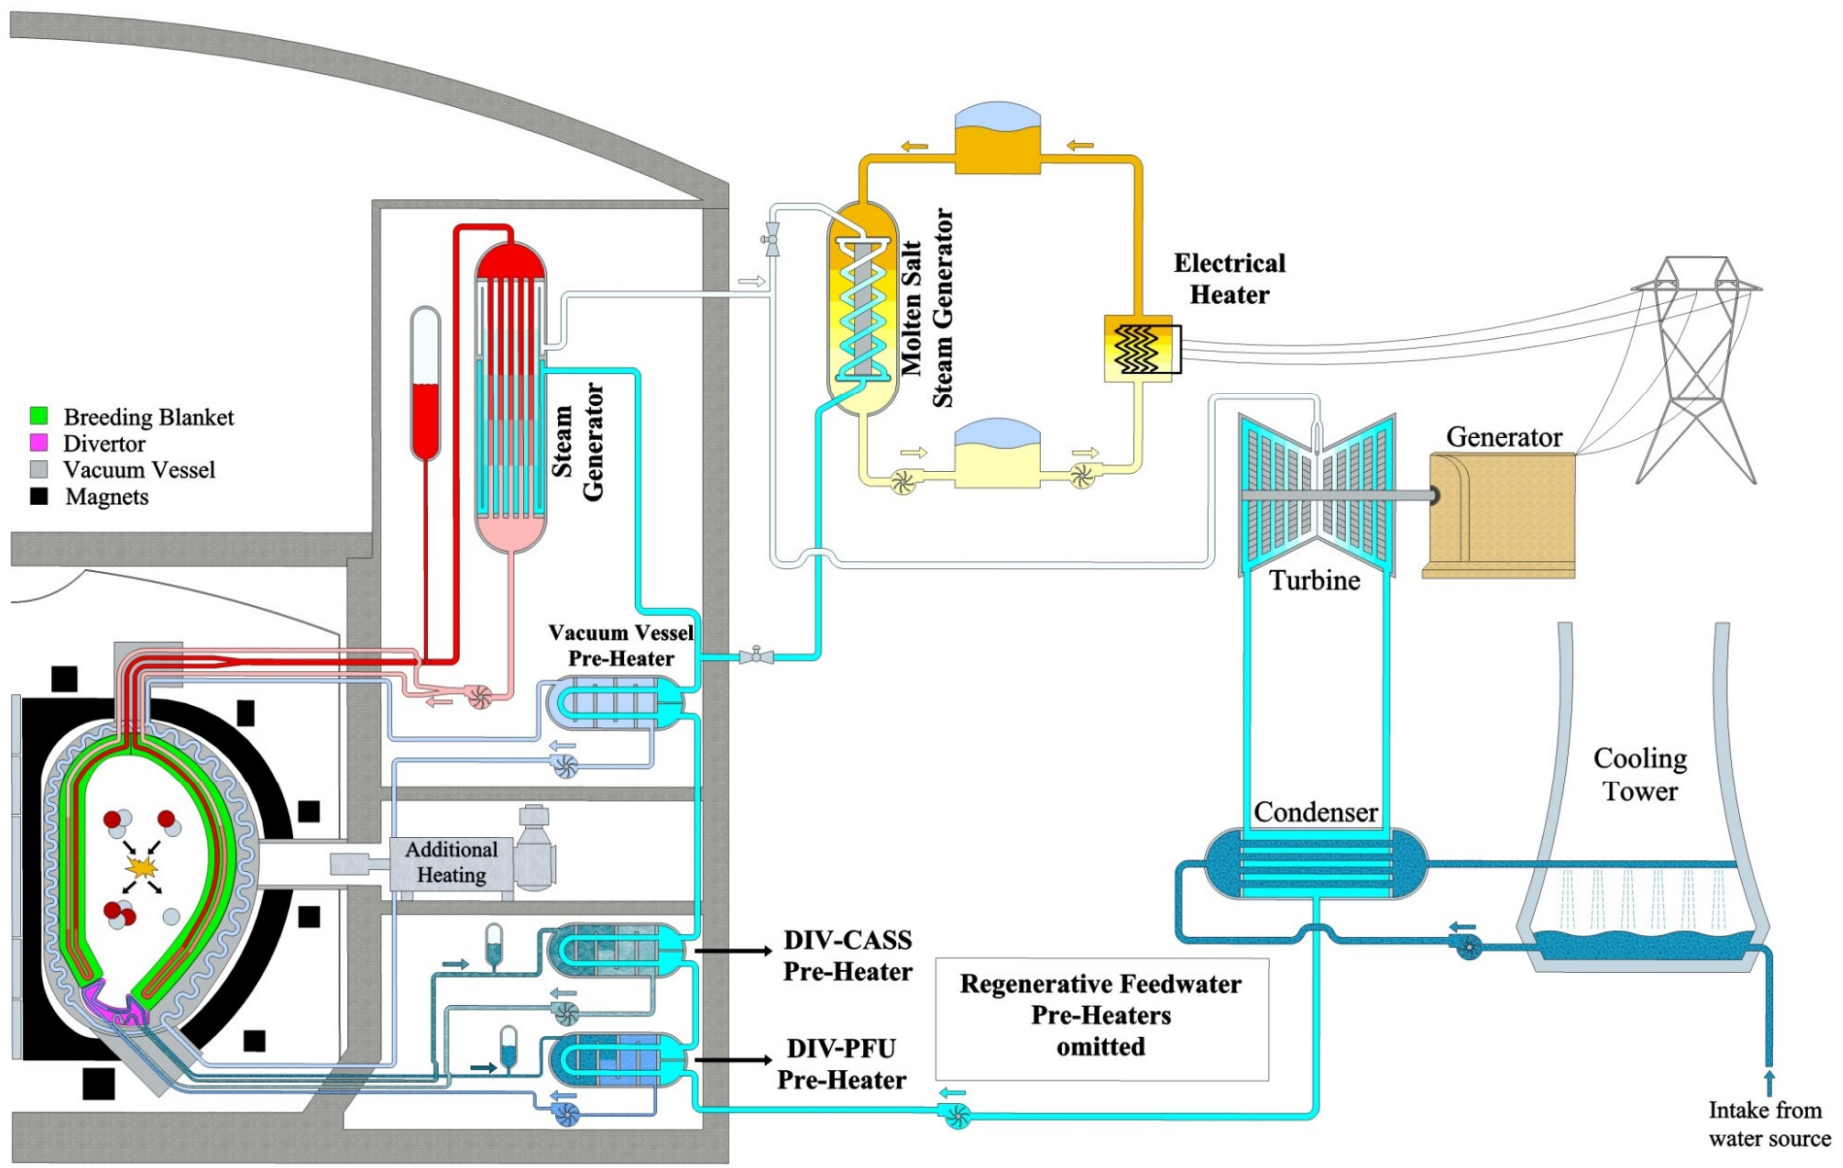 Electrical
Heater
Molten Salt
Steam Generator
Steam
Generator
Breeding Blanket
Divertor
Vacuum Vessel
Magnets
Generator
Turbine
Vacuum Vessel
Pre-Heater
Cooling
Tower
Condenser
Additional
Heating
DIV-CASS
Pre-Heater
Regenerative Feedwater
Pre-Heaters
omitted
DIV-PFU
Pre-Heater
Intake from
water source